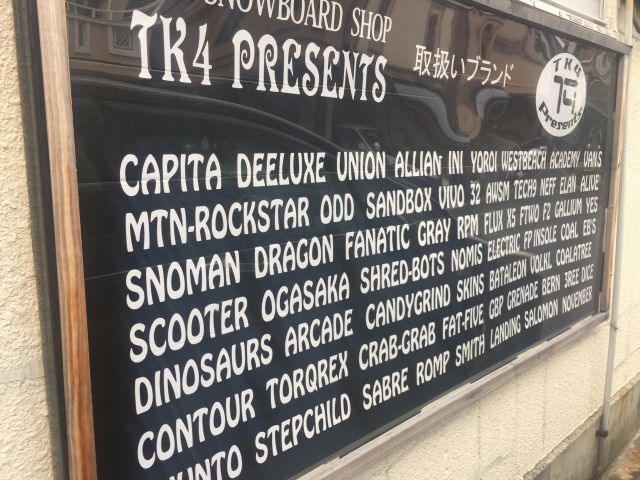 SNOWBOARD SHOP
TK4 PRESENTS
取扱いブランド
TK4
Presents
CAPITA DEELUXE UNION ALLIAN INI YOROI WESTBEACH ACADEMY VANS
MTN-ROCKSTAR ODD SANDBOX VIVO 32 AWSM TECH9 NEFF ELAN ALIVE
SNOMAN DRAGON FANATIC GRAY RPM FLUX X5 FTWO F2 GALLIUM YES
SCOOTER OGASAKA SHRED-BOTS NOMIS ELECTRIC FP INSOLE COAL EB'S
DINOSAURS ARCADE CANDYGRIND SKINS BATALEON VOLKL COALATREE
CONTOUR TORQREX CRAB-GRAB FAT-FIVE GBP GRENADE BERN 3REE DICE
STEPCHILD SABRE ROMP SMITH LANDING SALOMON NOVEMBER